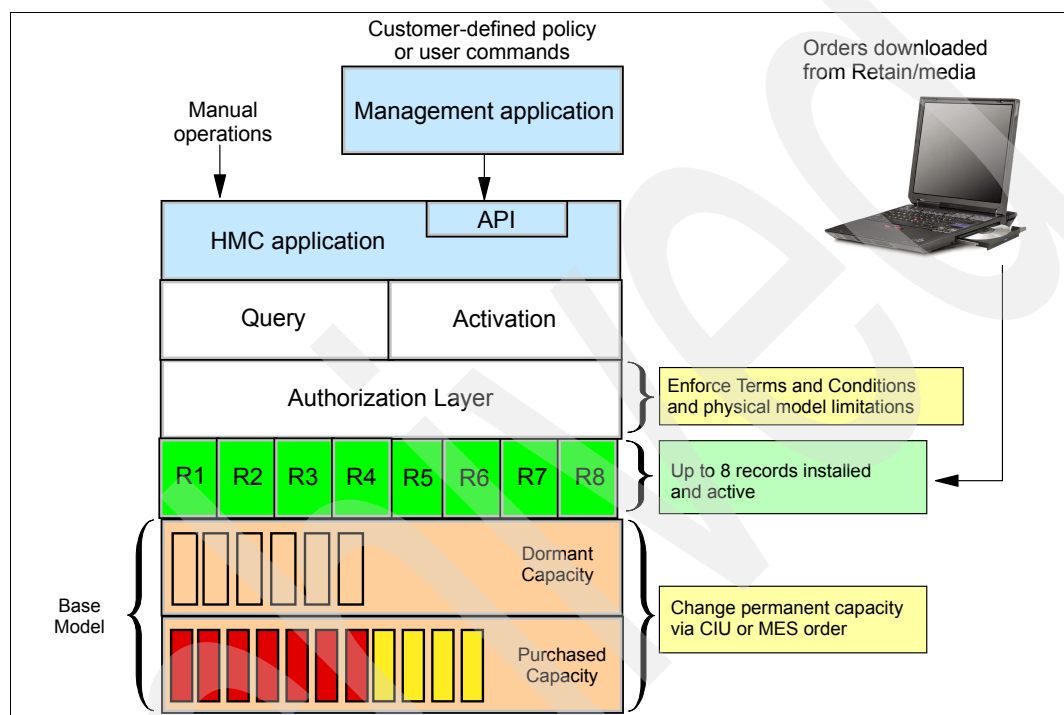 Customer-defined policy
or user commands
Orders downloaded
from Retain/media
Management application
Manual
operations
API
HMC application
Query
Activation
Authorization Layer
Enforce Terms and Conditions
and physical model limitations
R1 R2 R3 R4 R5 R6 R7 R8
Up to 8 records installed
and active
Dormant
Capacity
Base
Model
Change permanent capacity
via CIU or MES order
Purchased
Capacity